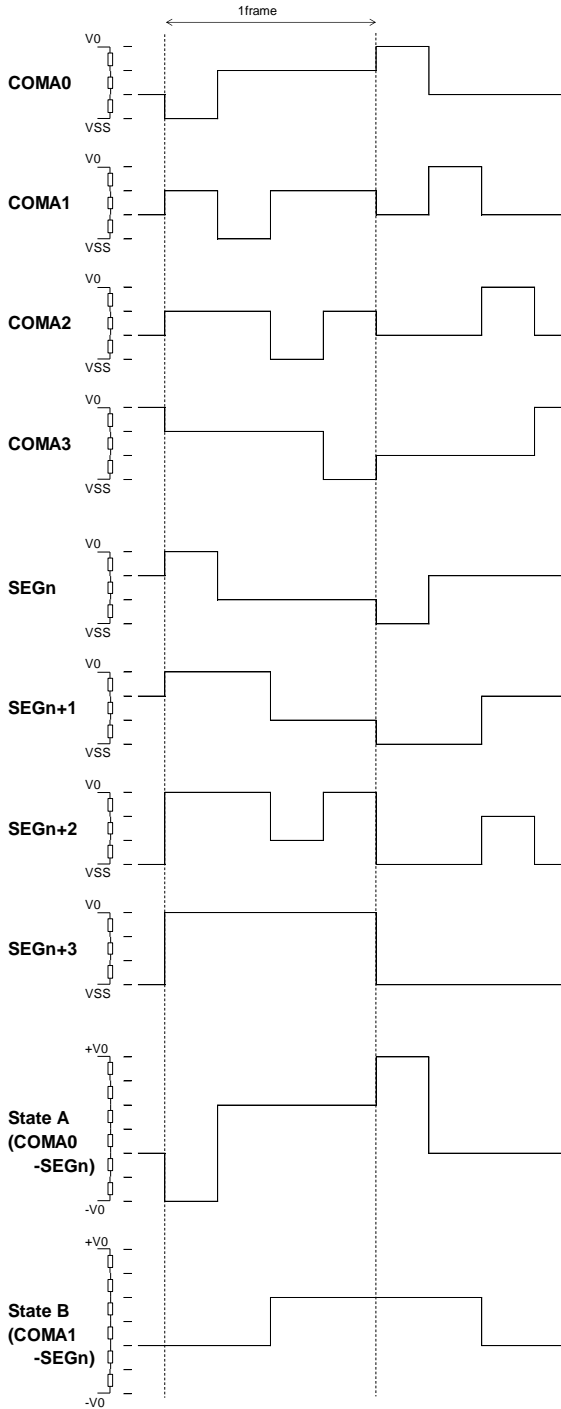 1frame
V0
COMA0
VSS
V0
COMA1
VSS
V0
COMA2
VSS
V0
COMA3
VSS
V0
SEGn
VSS
V0
SEGn+1
VSS
V0
SEGn+2
VSS
V0
SEGn+3
VSS
+V0
State A
(COMA0
-SEGn)
-V0
+V0
State B
(COMA1
-SEGn)
-V0